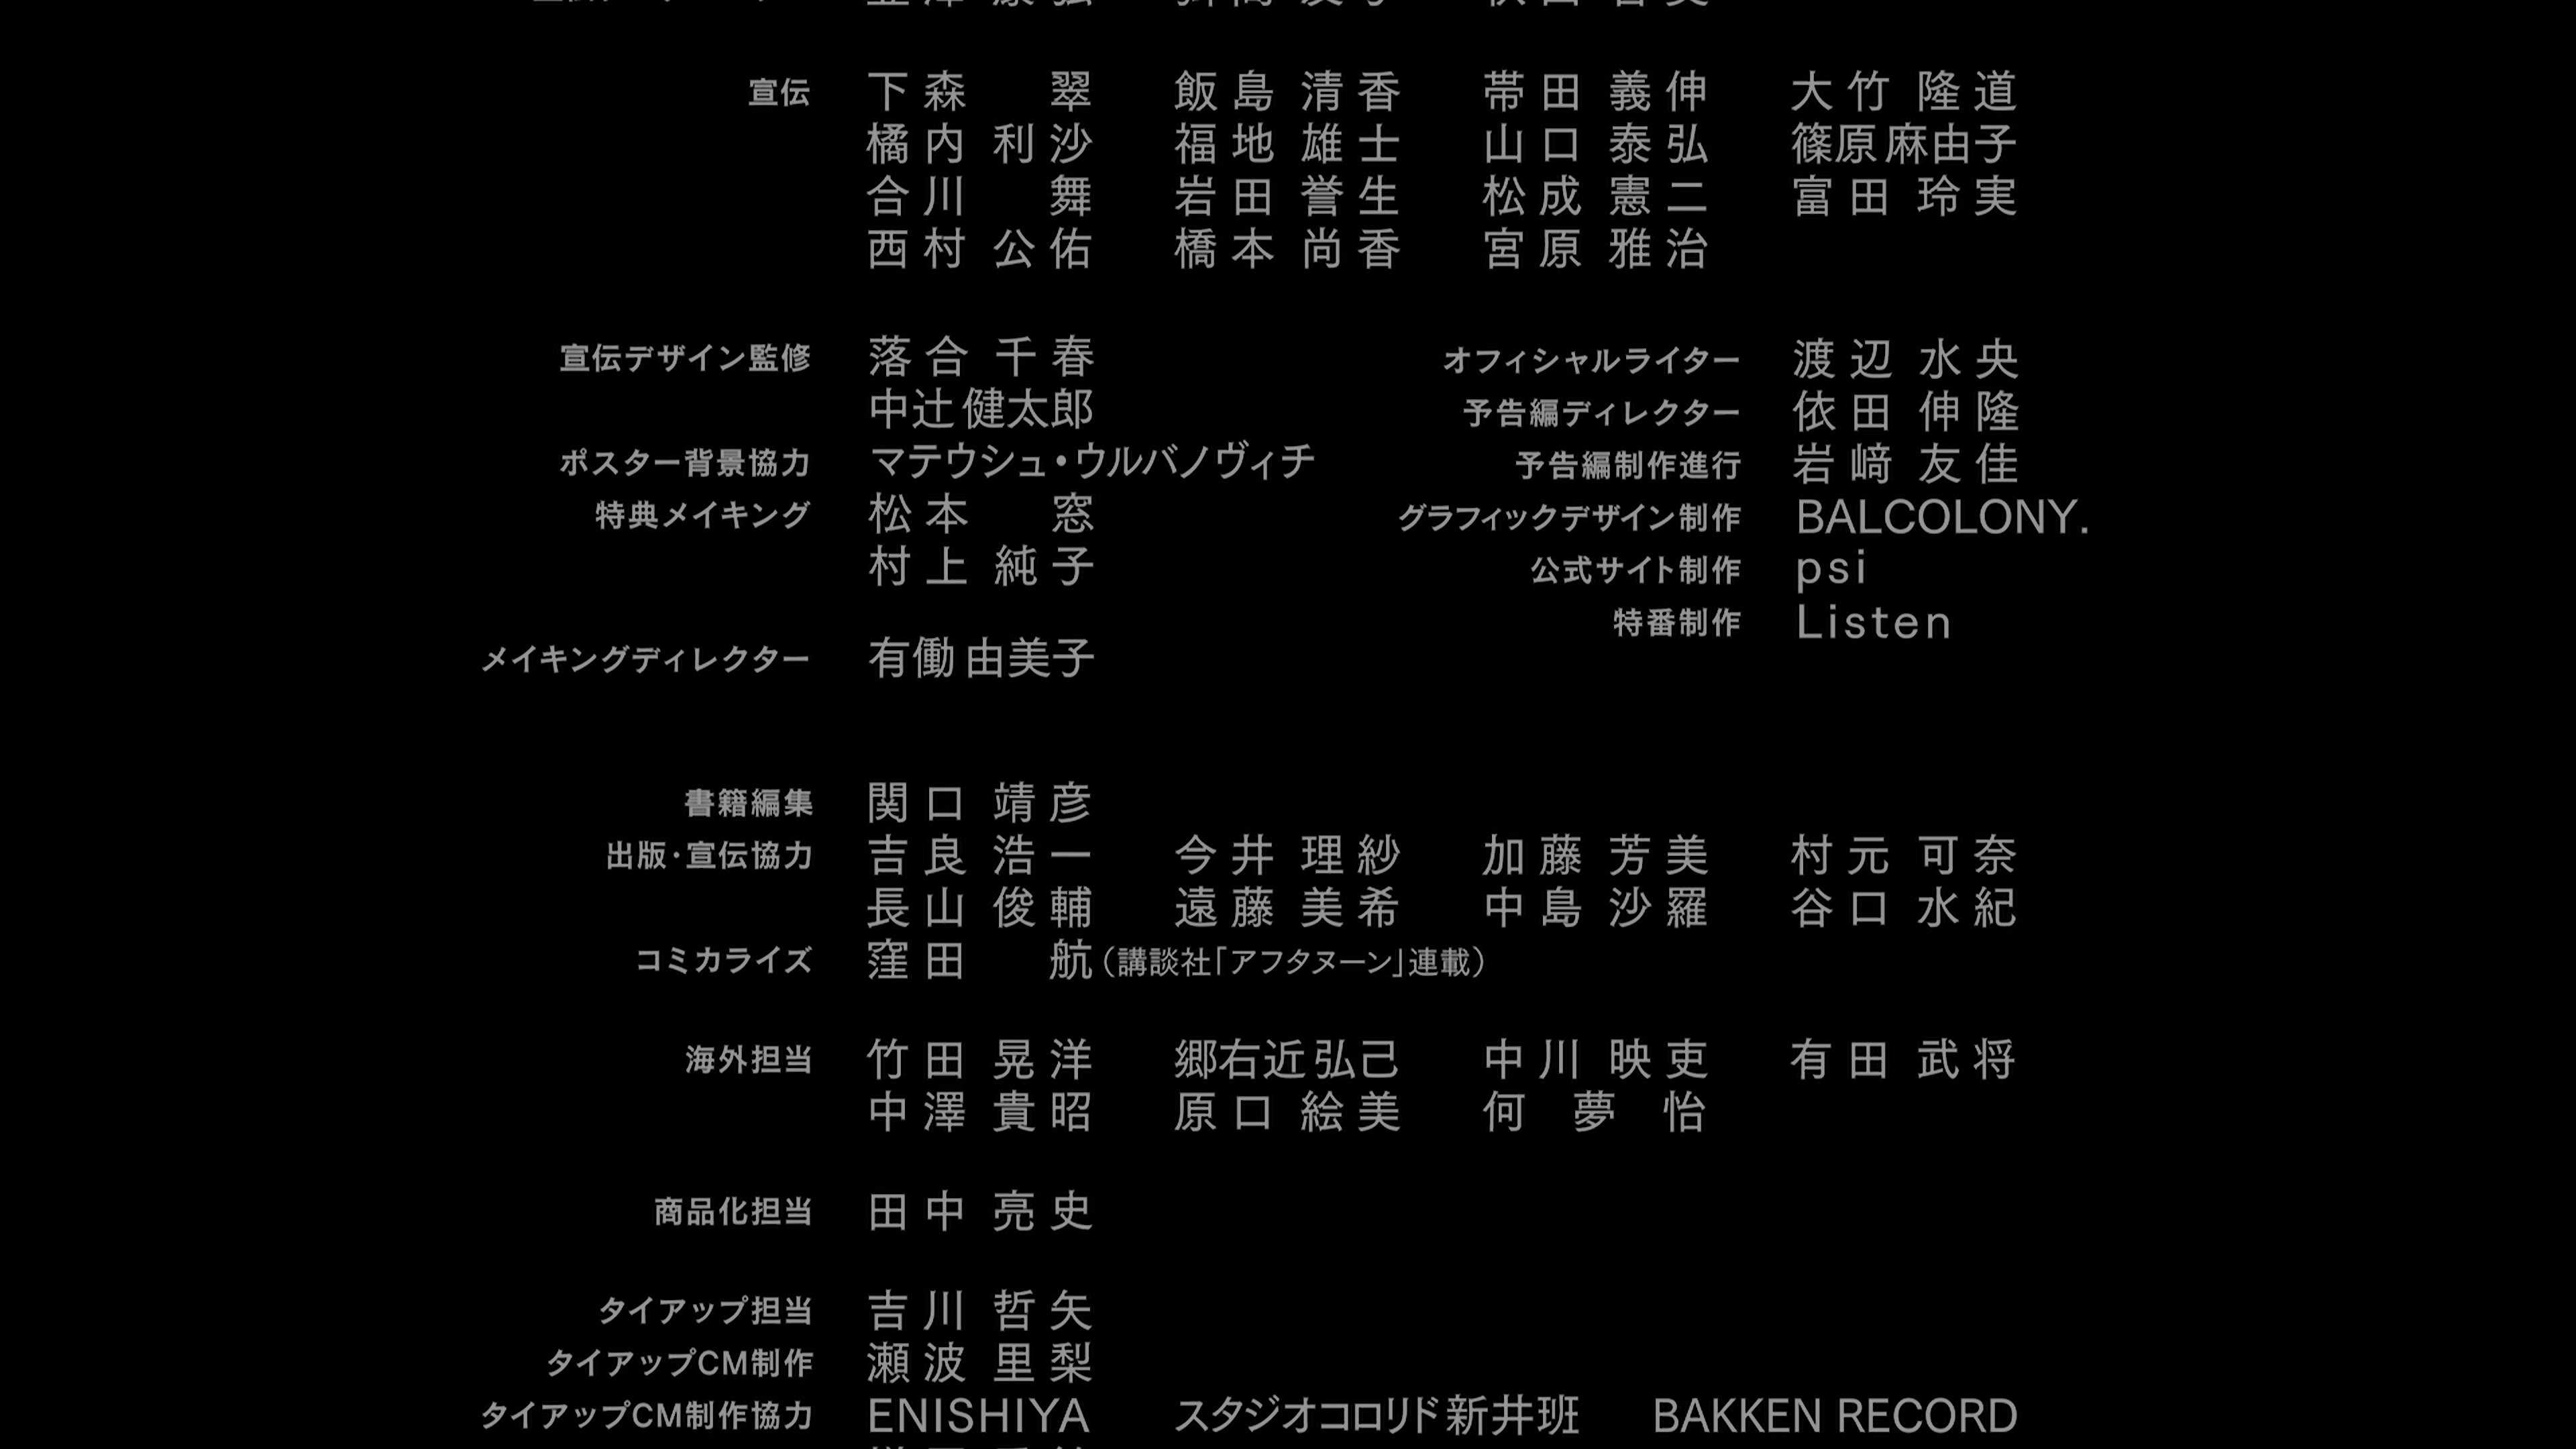 宣伝 下森 翠 飯島清香 帯田義伸 大竹隆道
橘内利沙 福地雄士 山口泰弘 篠原麻由子
合川 舞 岩田誉生 松成憲二 富田玲実
西村公佑 橋本尚香 宮原雅治
宣伝デザイン監修 落合千春
中辻健太郎
ポスター背景協力 マテウシュ・ウルバノヴィチ
特典メイキング 松本 窓
村上純子
メイキングディレクター 有働由美子
オフィシャルライター 渡辺水央
予告編ディレクター 依田伸隆
予告編制作進行 岩﨑友佳
グラフィックデザイン制作 BALCOLONY.
公式サイト制作 psi
特番制作 Listen
書籍編集 関口靖彦
出版・宣伝協力 吉良浩一 今井理紗 加藤芳美 村元可奈
長山俊輔 遠藤美希 中島沙羅 谷口水紀
コミカライズ 窪田 航（講談社「アフタヌーン」連載）
海外担当 竹田晃洋 郷右近弘己 中川映吏 有田武将
中澤貴昭 原口絵美 何夢怡
商品化担当 田中亮史
タイアップ担当 吉川哲矢
タイアップCM制作 瀬波里梨
タイアップCM制作協力 ENISHIYA スタジオコロリド新井班 BAKKEN RECORD